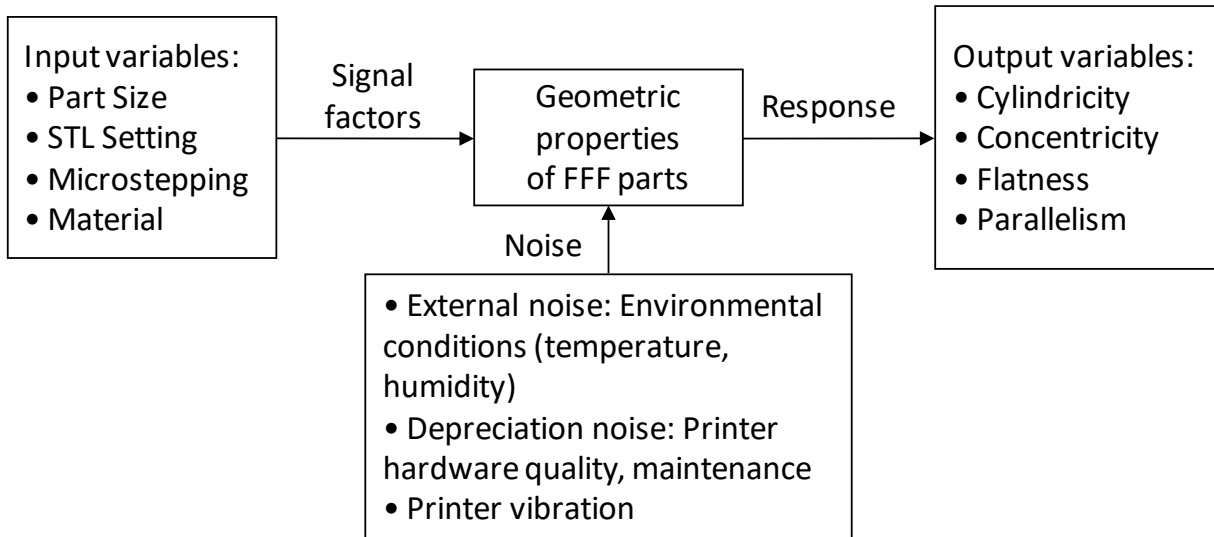 Input variables:
• Part Size
• STL Setting
• Microstepping
• Material
Signal
factors
Geometric
properties
of FFF parts
Response
Output variables:
• Cylindricity
• Concentricity
• Flatness
• Parallelism
Noise
• External noise: Environmental
conditions (temperature,
humidity)
• Depreciation noise: Printer
hardware quality, maintenance
• Printer vibration